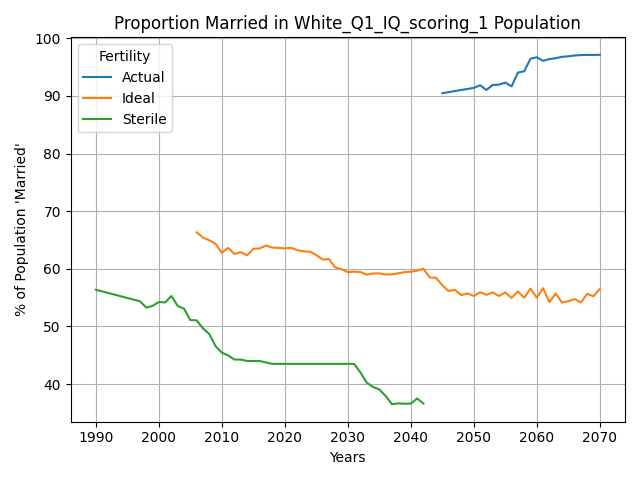 Proportion Married in White_Q1_IQ_scoring_1 Population
Fertility
Actual
Ideal
Sterile
% of Population 'Married'
100
90
80
70
60
50
40
1990 2000 2010 2020 2030 2040 2050 2060 2070
Years